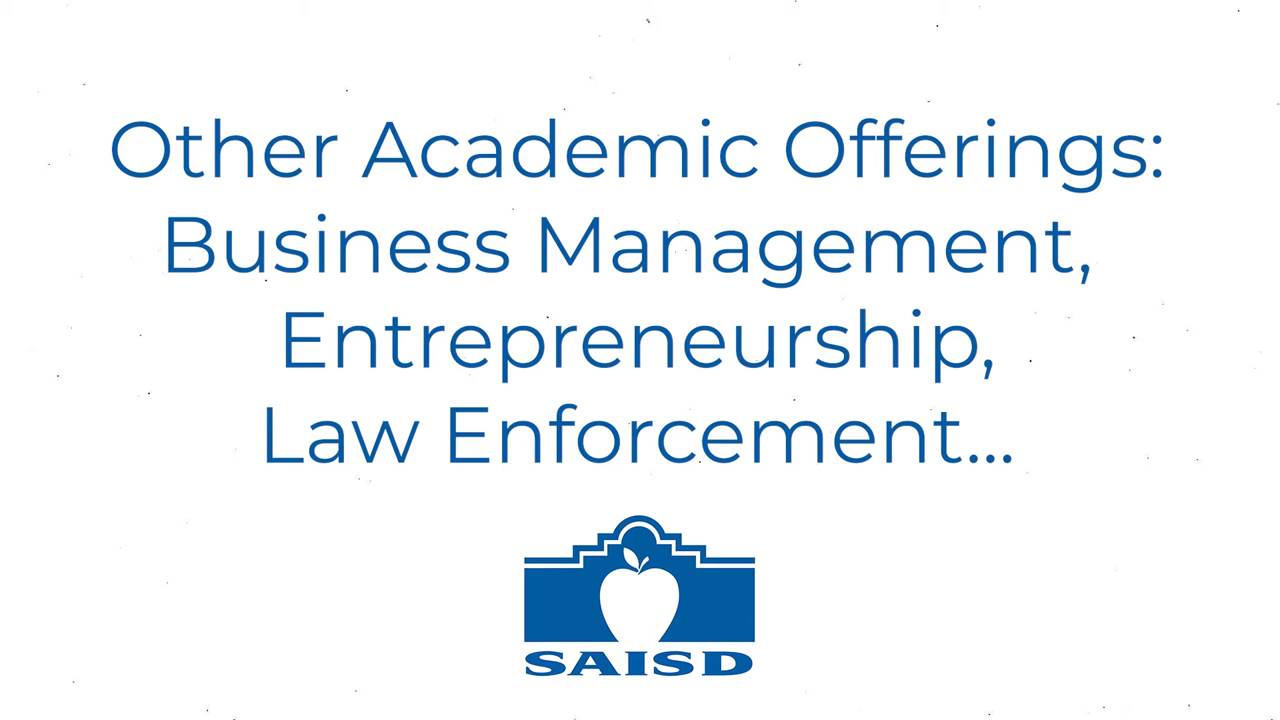 Other Academic Offerings:
Business Management,
Entrepreneurship,
Law Enforcement...
SAISD